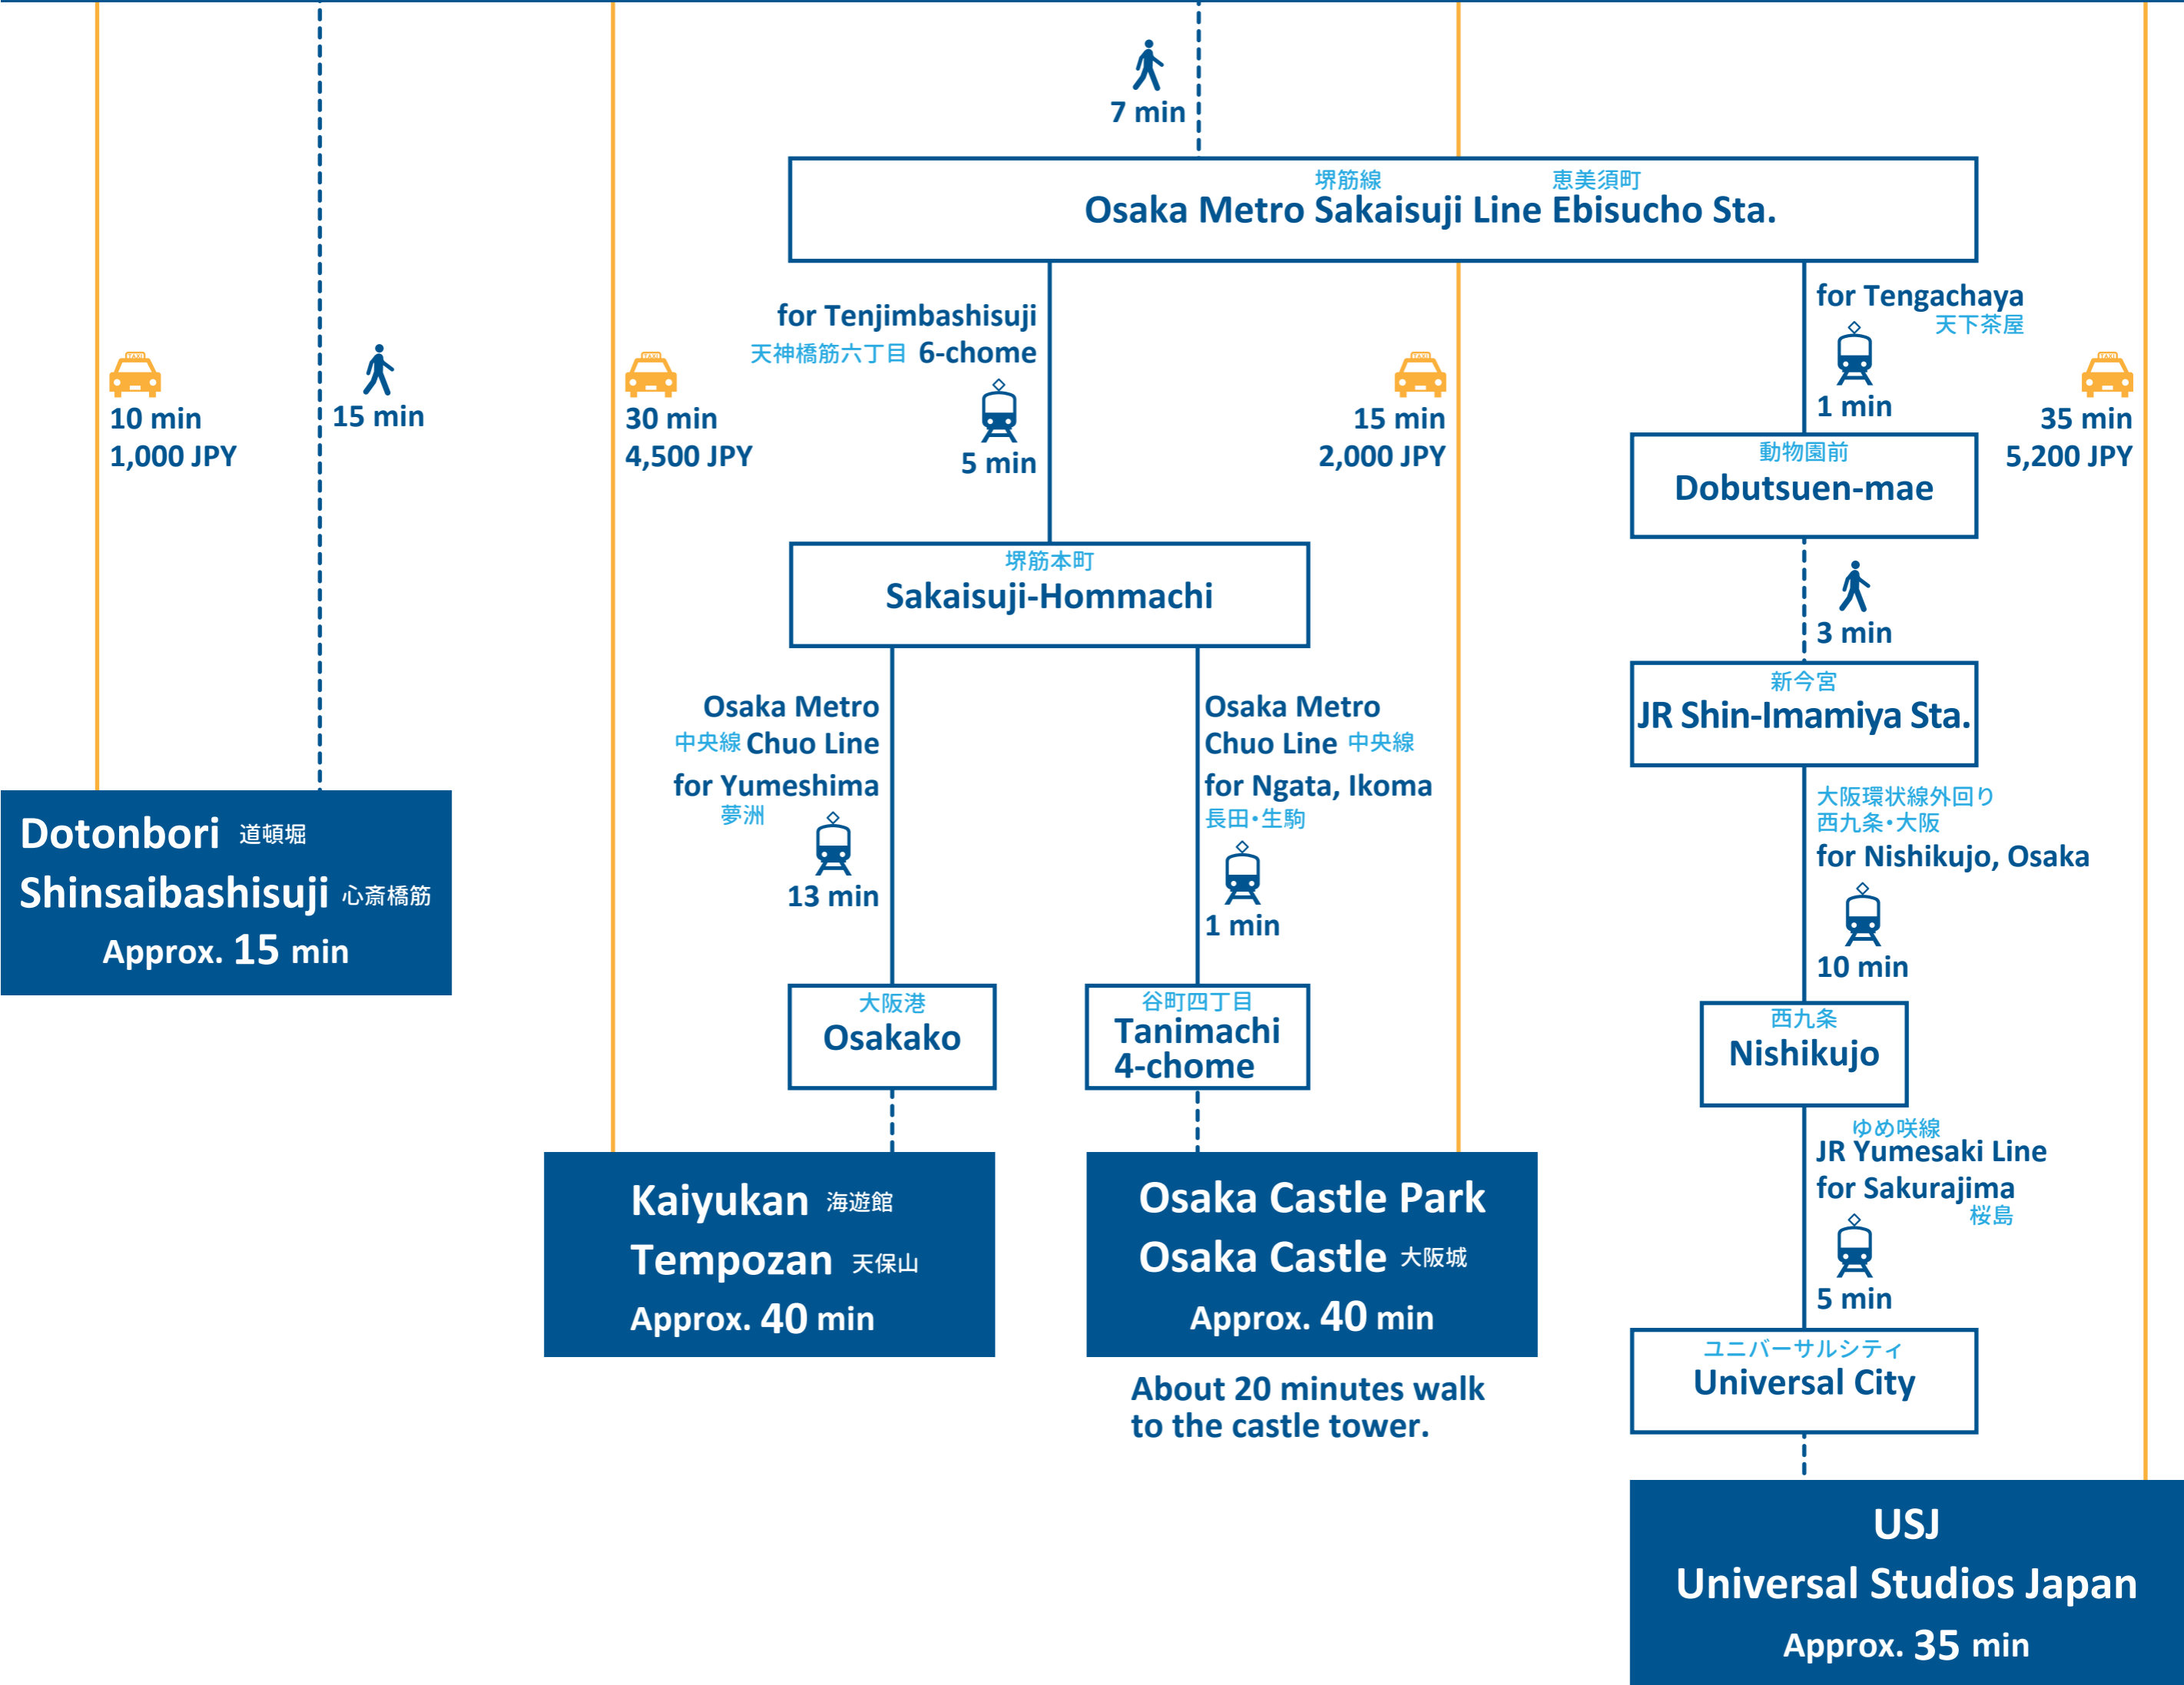 7 min
堺筋線 恵美須町
Osaka Metro Sakaisuji Line Ebisucho Sta.
TAXI
10 min
1,000 JPY
15 min
TAXI
30 min
4,500 JPY
for Tenjimbashisuji
天神橋筋六丁目 6-chome
5 min
TAXI
15 min
2,000 JPY
for Tengachaya
天下茶屋
1 min
TAXI
35 min
5,200 JPY
動物園前
Dobutsuen-mae
3 min
新今宮
JR Shin-Imamiya Sta.
堺筋本町
Sakaisuji-Hommachi
Osaka Metro
中央線 Chuo Line
for Yumeshima
夢洲
13 min
Osaka Metro
Chuo Line 中央線
for Ngata, Ikoma
長田・生駒
1 min
大阪環状線外回り
西九条・大阪
for Nishikujo, Osaka
10 min
Dotonbori 道頓堀
Shinsaibashisuji 心斎橋筋
Approx. 15 min
大阪港
Osakako
谷町四丁目
Tanimachi
4-chome
西九条
Nishikujo
ゆめ咲線
JR Yumesaki Line
for Sakurajima
桜島
5 min
Kaiyukan 海遊館
Tempozan 天保山
Approx. 40 min
Osaka Castle Park
Osaka Castle 大阪城
Approx. 40 min
About 20 minutes walk
to the castle tower.
ユニバーサルシティ
Universal City
USJ
Universal Studios Japan
Approx. 35 min